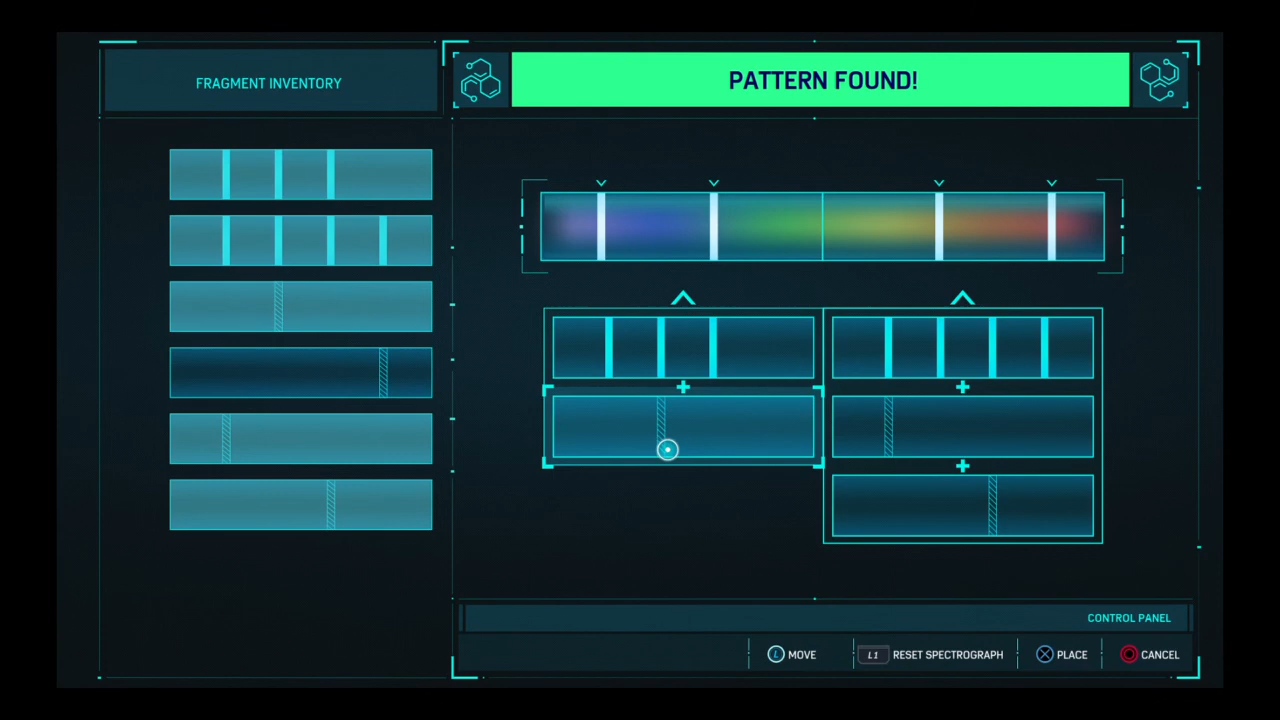 FRAGMENT INVENTORY
PATTERN FOUND!
CONTROL PANEL
L MOVE
L1 RESET SPECTROGRAPH
PLACE
CANCEL